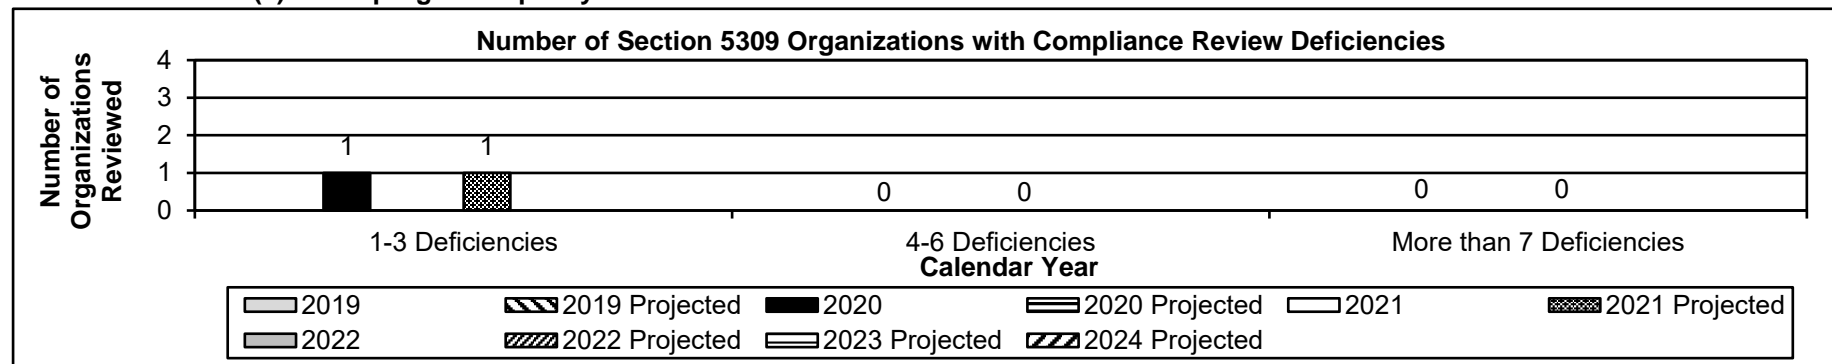 Number of Section 5309 Organizations with Compliance Review Deficiencies
Number of
Organizations
Reviewed
4
3
2
1
0
1
1
0
0
0
0
1-3 Deficiencies
4-6 Deficiencies
More than 7 Deficiencies
Calendar Year
2019
2019 Projected
2020
2020 Projected
2021
2021 Projected
2022
2022 Projected
2023 Projected
2024 Projected